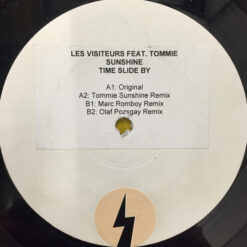 LES VISITEURS FEAT. TOMMIE
SUNSHINE
TIME SLIDE BY
A1: Original
A2: Tommie Sunshine Remix
B1: Marc Romboy Remix
B2: Olaf Pozsgay Remix